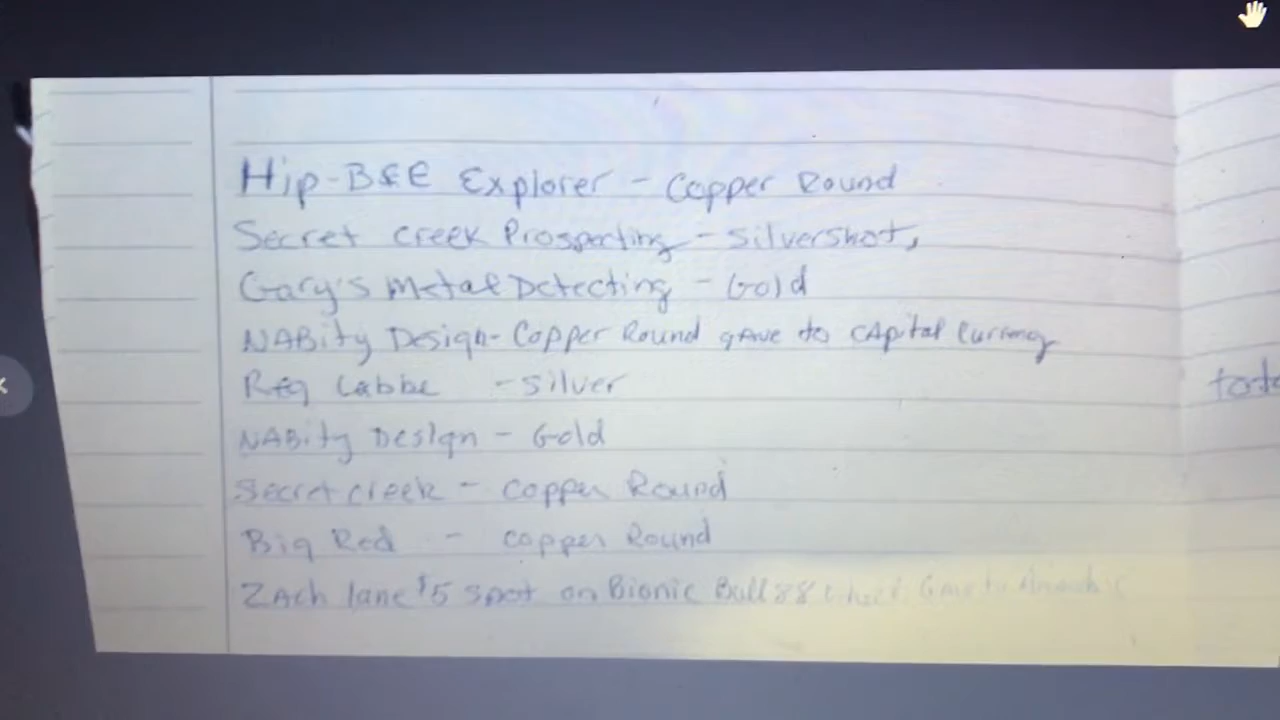 Hip-BEE Explorer - Copper Round
Secret Creek Prospecting - silvershot,
Gary's Metal Detecting - Gold
NABity Design - Copper Round gAve to CApital Currency
Reg Labbe - silver
NABity Design - Gold
Secret creek - copper Round
Big Red - copper Round
ZAch lane $5 spot on Bionic Bull 88